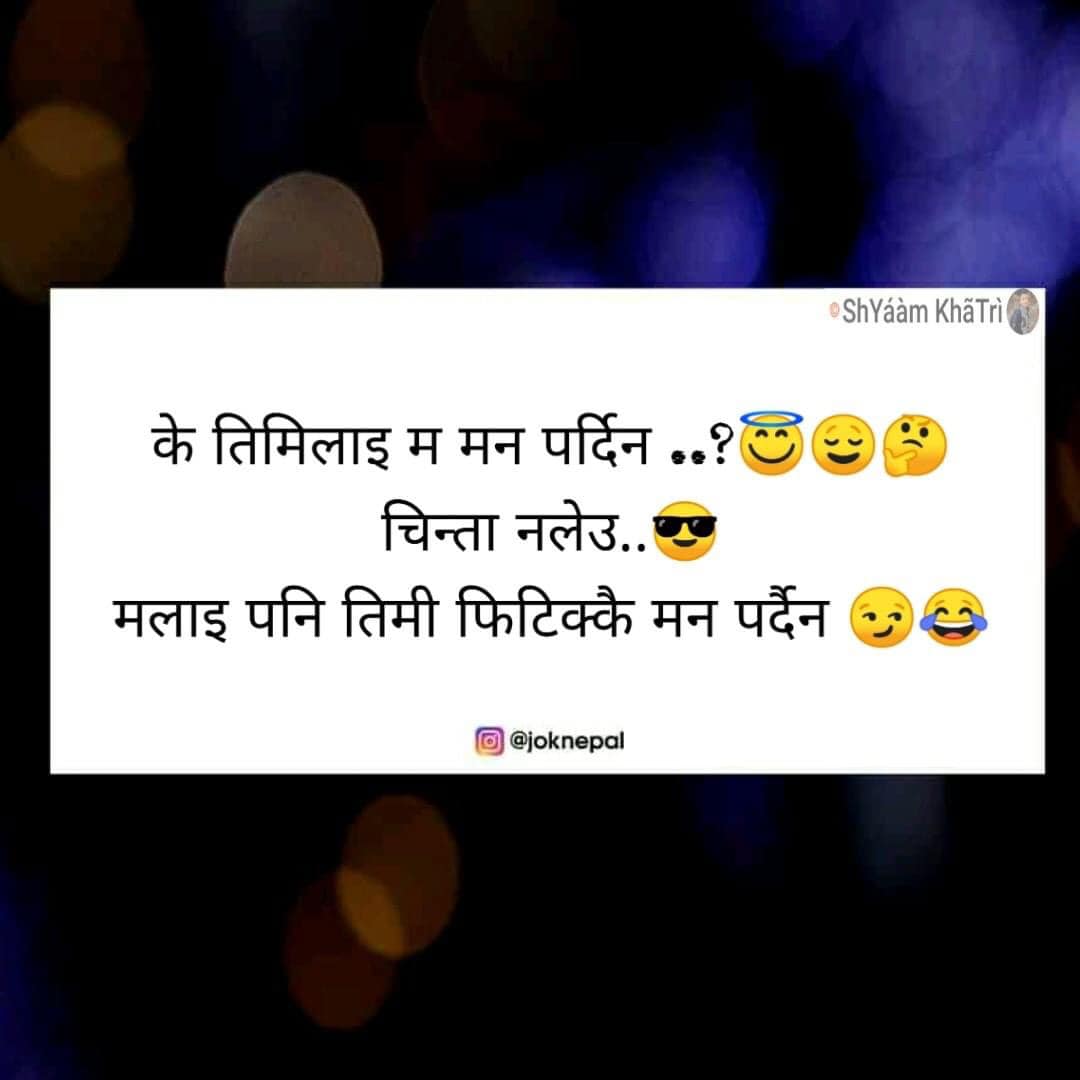 ©ShYáàm KhãTrì
के तिमिलाइ म मन पर्दिन ..?😇😌🤔
चिन्ता नलेउ..😎
मलाइ पनि तिमी फिटिक्कै मन पर्दैन 😏😂
@joknepal